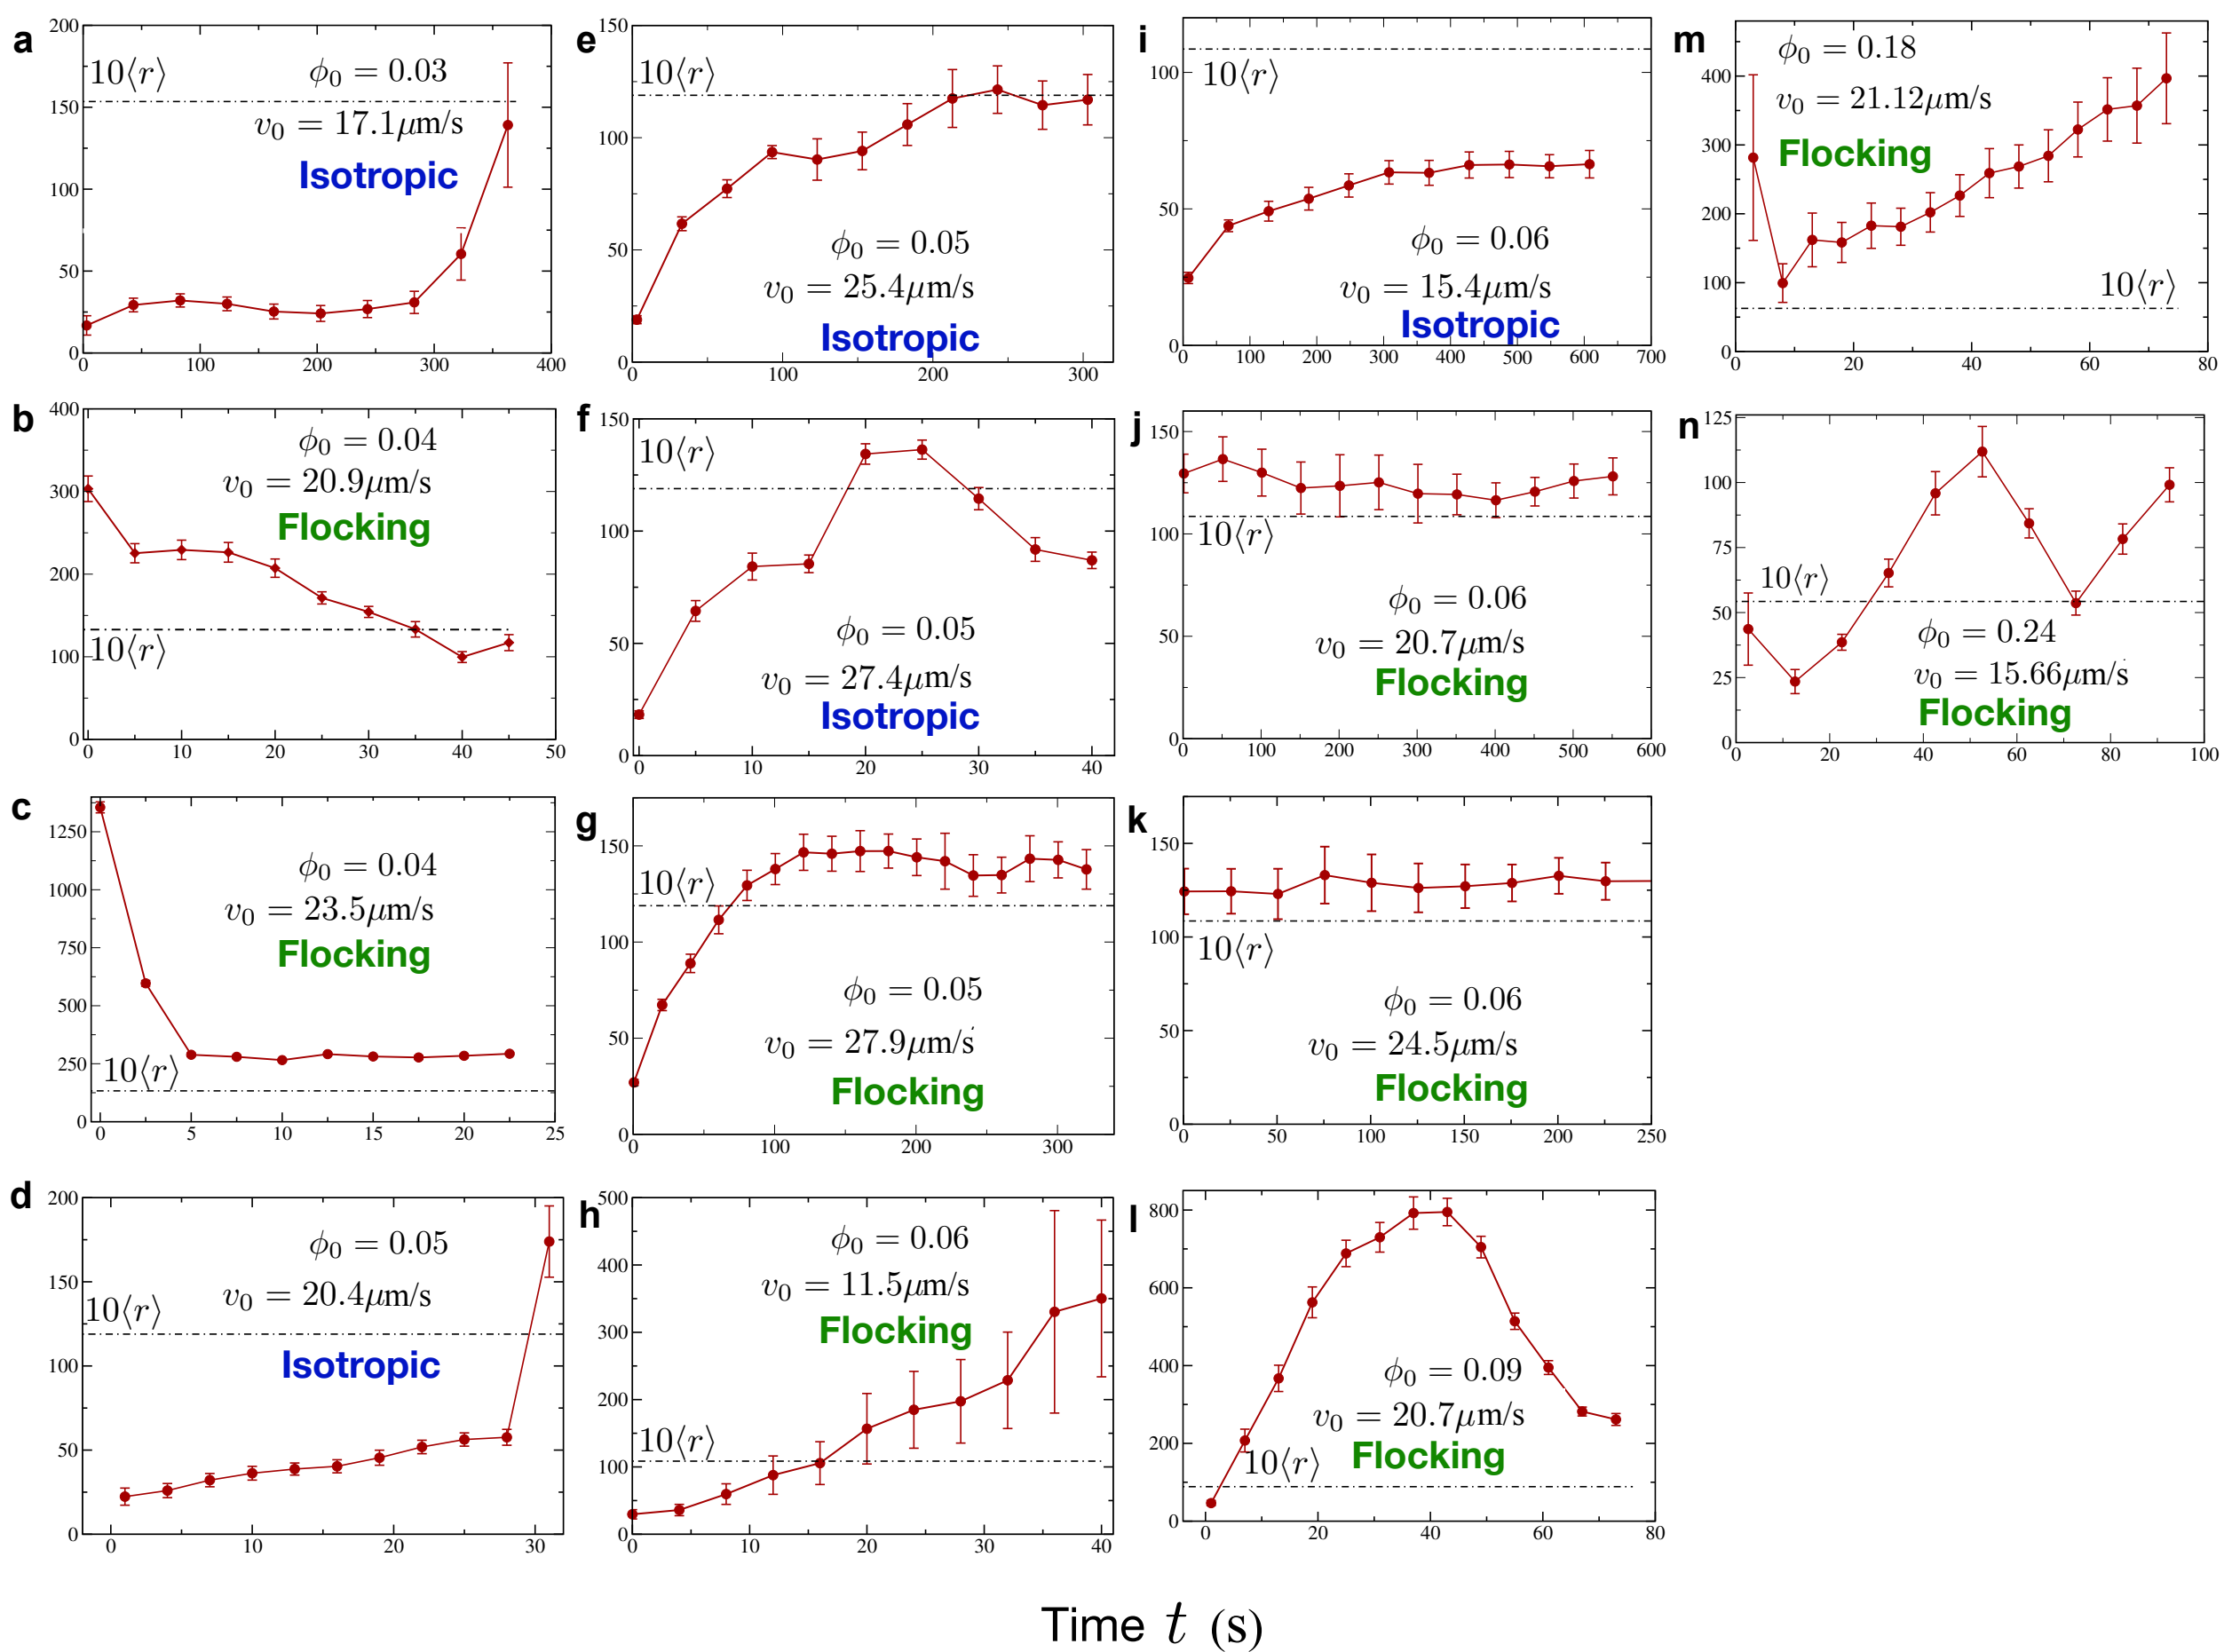 a
200
150
100
50
0
10⟨r⟩
ϕ₀ = 0.03
v₀ = 17.1μm/s
Isotropic
0 100 200 300 400
b
400
300
200
100
0
ϕ₀ = 0.04
v₀ = 20.9μm/s
Flocking
10⟨r⟩
0 10 20 30 40 50
c
1250
1000
750
500
250
0
ϕ₀ = 0.04
v₀ = 23.5μm/s
Flocking
10⟨r⟩
0 5 10 15 20 25
d
200
150
100
50
0
ϕ₀ = 0.05
v₀ = 20.4μm/s
10⟨r⟩
Isotropic
0 10 20 30
e
150
100
50
0
10⟨r⟩
ϕ₀ = 0.05
v₀ = 25.4μm/s
Isotropic
0 100 200 300
f
150
100
50
0
10⟨r⟩
ϕ₀ = 0.05
v₀ = 27.4μm/s
Isotropic
0 10 20 30 40
g
150
100
50
0
10⟨r⟩
ϕ₀ = 0.05
v₀ = 27.9μm/s
Flocking
0 100 200 300
h
500
400
300
200
100
0
ϕ₀ = 0.06
v₀ = 11.5μm/s
Flocking
10⟨r⟩
0 10 20 30 40
i
100
50
0
10⟨r⟩
ϕ₀ = 0.06
v₀ = 15.4μm/s
Isotropic
0 100 200 300 400 500 600 700
j
150
100
50
0
10⟨r⟩
ϕ₀ = 0.06
v₀ = 20.7μm/s
Flocking
0 100 200 300 400 500 600
k
150
100
50
0
10⟨r⟩
ϕ₀ = 0.06
v₀ = 24.5μm/s
Flocking
0 50 100 150 200 250
l
800
600
400
200
0
ϕ₀ = 0.09
v₀ = 20.7μm/s
Flocking
10⟨r⟩
0 20 40 60 80
m
400
300
200
100
0
ϕ₀ = 0.18
v₀ = 21.12μm/s
Flocking
10⟨r⟩
0 20 40 60 80
n
125
100
75
50
25
0
10⟨r⟩
ϕ₀ = 0.24
v₀ = 15.66μm/s
Flocking
0 20 40 60 80 100
Time t (s)